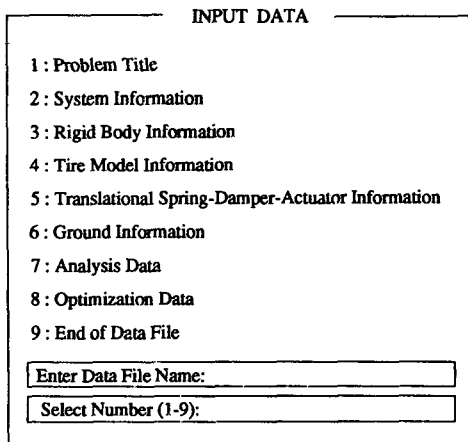 INPUT DATA
1 : Problem Title
2 : System Information
3 : Rigid Body Information
4 : Tire Model Information
5 : Translational Spring-Damper-Actuator Information
6 : Ground Information
7 : Analysis Data
8 : Optimization Data
9 : End of Data File
Enter Data File Name:
Select Number (1-9):